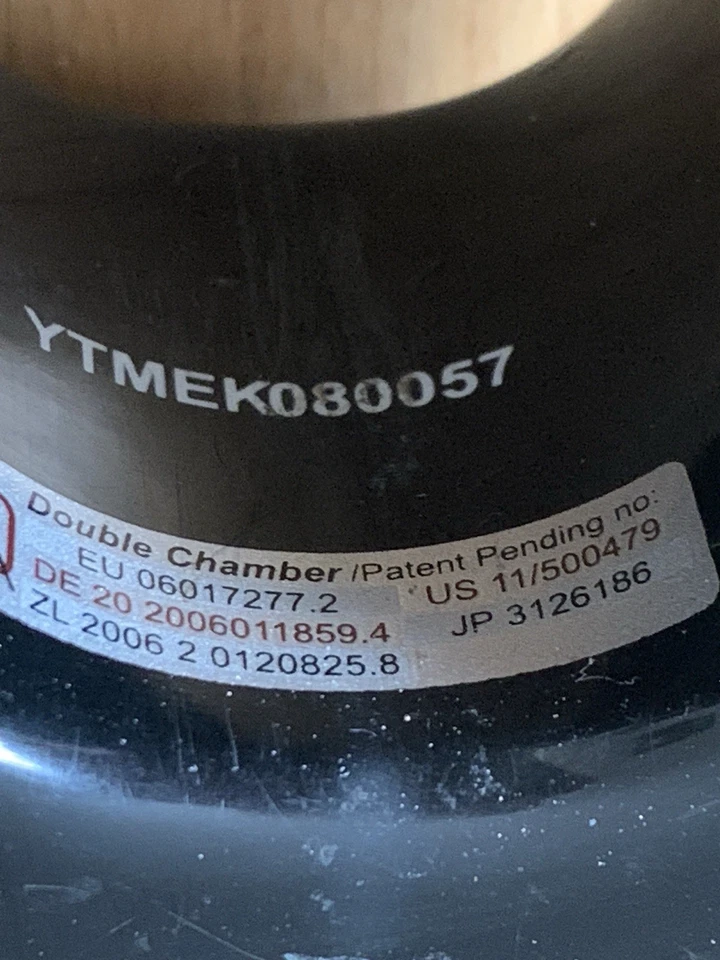 YTMEK080057
Double Chamber /Patent Pending no:
EU 06017277.2
US 11/500479
DE 20 2006011859.4
JP 3126186
ZL 2006 2 0120825.8